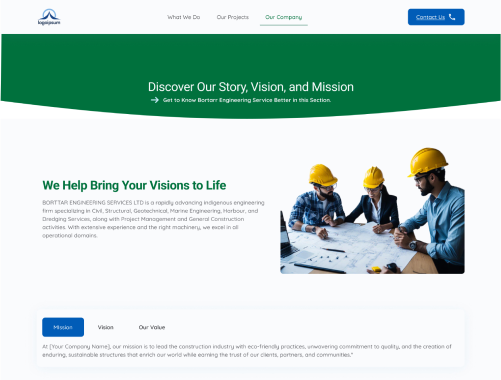 What We Do
Our Projects
Our Company
Contact Us
logoipsum
Discover Our Story, Vision, and Mission
Get to Know Bortarr Engineering Service Better in this Section.
We Help Bring Your Visions to Life
BORTTAR ENGINEERING SERVICES LTD is a rapidly advancing indigenous engineering
firm specializing in Civil, Structural, Geotechnical, Marine Engineering, Harbour, and
Dredging Services, along with Project Management and General Construction
activities. With extensive experience and the right machinery, we excel in all
operational domains.
Mission
Vision
Our Value
At [Your Company Name], our mission is to lead the construction industry with eco-friendly practices, unwavering commitment to quality, and the creation of
enduring, sustainable structures that enrich our world while earning the trust of our clients, partners, and communities."